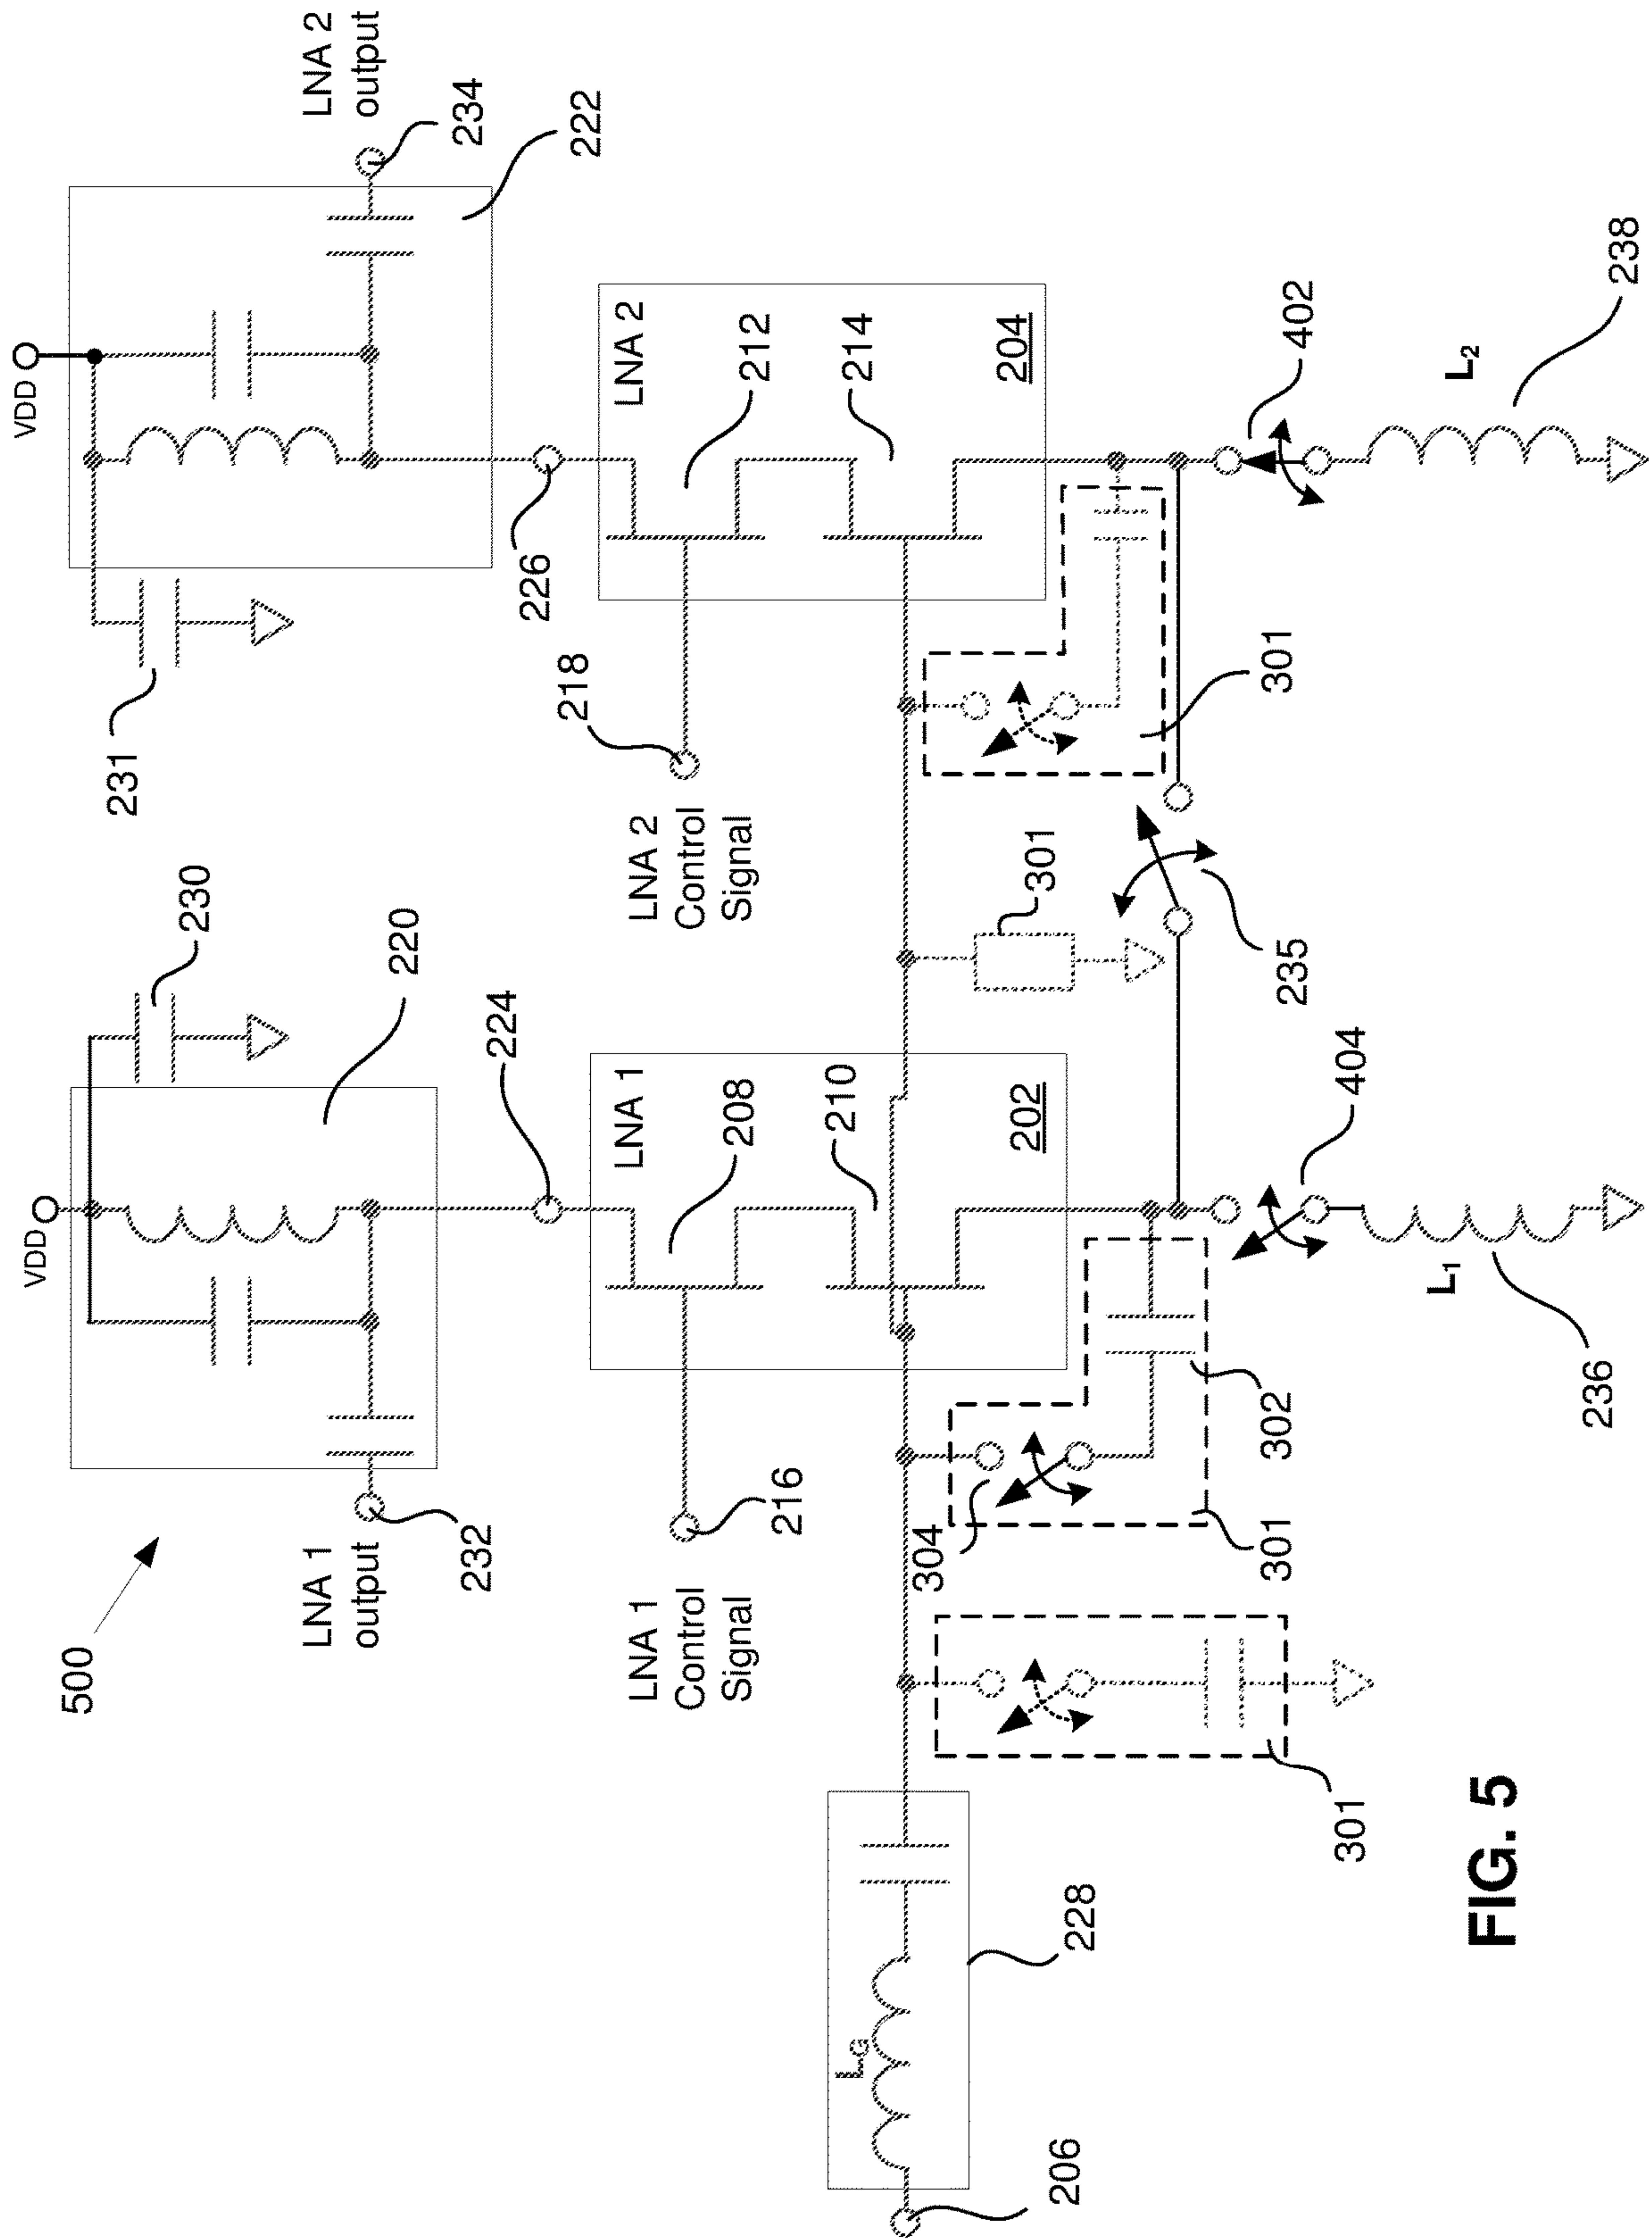 500
VDD
VDD
230
231
220
LNA 1
output
232
LNA 2
output
234
222
224
226
LNA 1
208
210
202
LNA 2
212
214
204
LNA 1
Control
Signal
216
LNA 2
Control
Signal
218
LG
206
228
301
304
301
302
301
301
235
404
402
L1
236
L2
238
FIG. 5